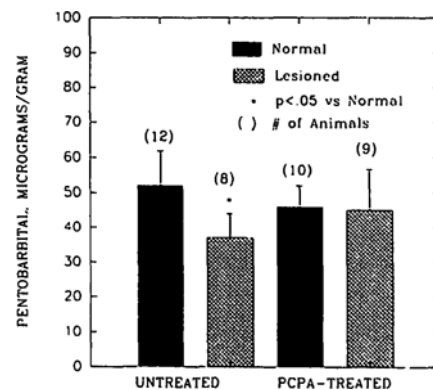 PENTOBARBITAL, MICROGRAMS/GRAM
100
90
80
70
60
50
40
30
20
10
0
Normal
Lesioned
* p<.05 vs Normal
( ) # of Animals
(12)
(8)
*
(10)
(9)
UNTREATED
PCPA-TREATED